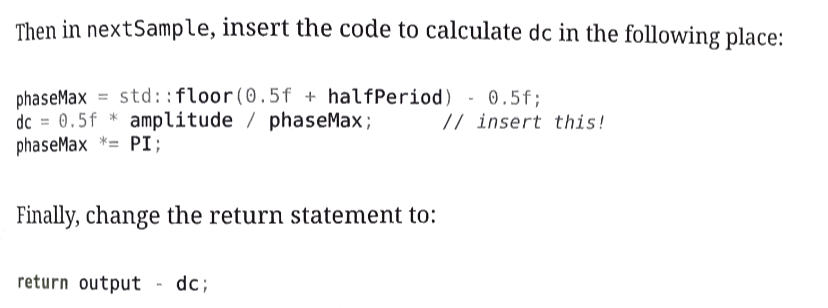 Then in nextSample, insert the code to calculate dc in the following place:
phaseMax = std::floor(0.5f + halfPeriod) - 0.5f;
dc = 0.5f * amplitude / phaseMax;       // insert this!
phaseMax *= PI;
Finally, change the return statement to:
return output - dc;